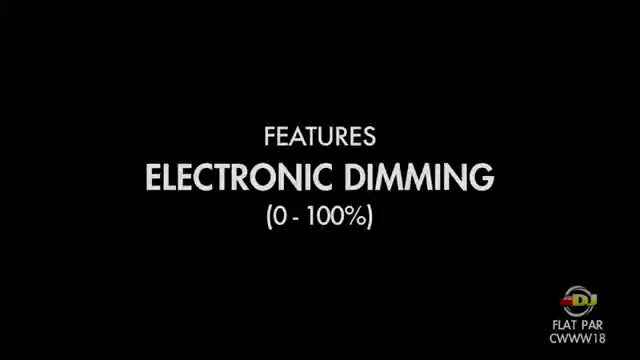 FEATURES
ELECTRONIC DIMMING
(0 - 100%)
DJ
FLAT PAR
CWWW18